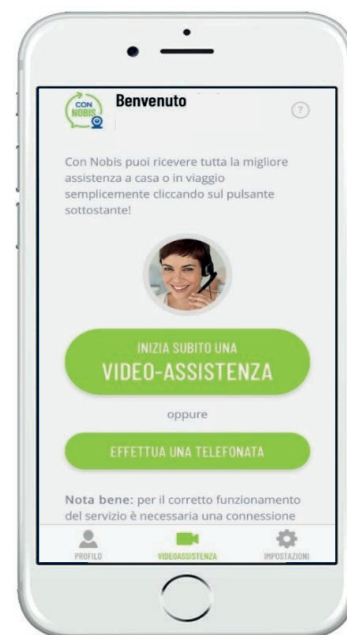 CON
NOBIS
Benvenuto
?
Con Nobis puoi ricevere tutta la migliore
assistenza a casa o in viaggio
semplicemente cliccando sul pulsante
sottostante!
INIZIA SUBITO UNA
VIDEO-ASSISTENZA
oppure
EFFETTUA UNA TELEFONATA
Nota bene: per il corretto funzionamento
del servizio è necessaria una connessione
PROFILO
VIDEOASSISTENZA
IMPOSTAZIONI